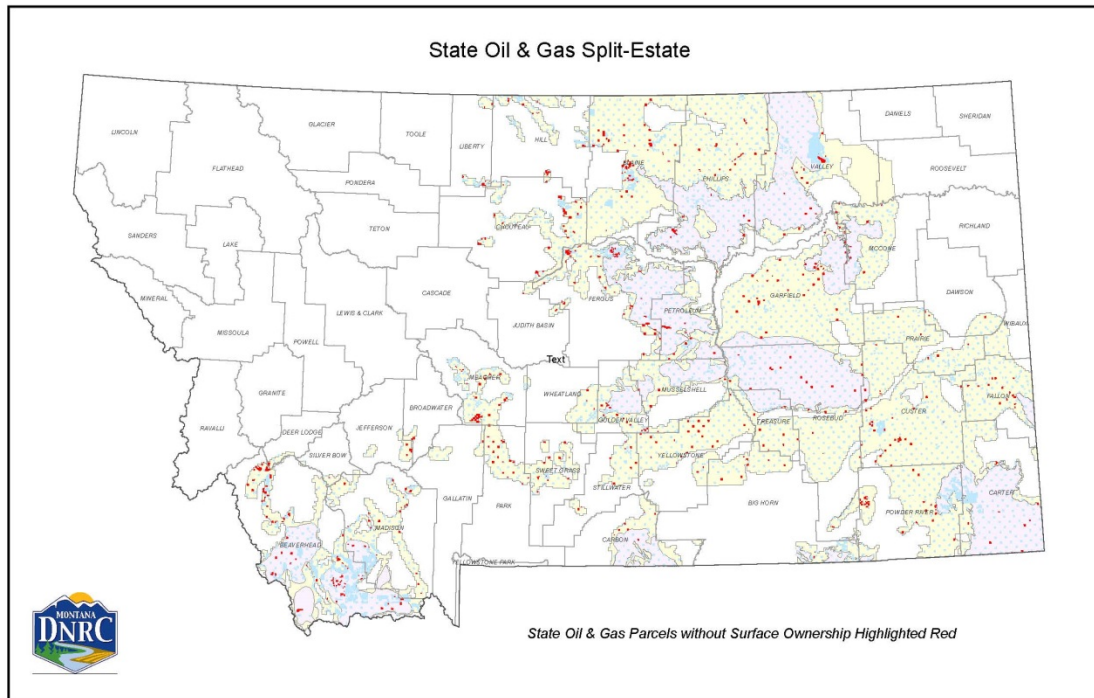 State Oil & Gas Split-Estate
LINCOLN
FLATHEAD
GLACIER
TOOLE
LIBERTY
HILL
BLAINE
PHILLIPS
VALLEY
DANIELS
SHERIDAN
ROOSEVELT
PONDERA
TETON
CHOUTEAU
SANDERS
LAKE
MINERAL
MISSOULA
POWELL
LEWIS & CLARK
CASCADE
JUDITH BASIN
FERGUS
PETROLEUM
GARFIELD
MCCONE
RICHLAND
DAWSON
WIBAUX
PRAIRIE
Text
GRANITE
RAVALLI
DEER LODGE
SILVER BOW
JEFFERSON
BROADWATER
MEAGHER
WHEATLAND
GOLDEN VALLEY
MUSSELSHELL
TREASURE
ROSEBUD
CUSTER
FALLON
YELLOWSTONE
SWEET GRASS
STILLWATER
GALLATIN
PARK
BIG HORN
POWDER RIVER
CARTER
BEAVERHEAD
MADISON
CARBON
YELLOWSTONE PARK
MONTANA
DNRC
State Oil & Gas Parcels without Surface Ownership Highlighted Red